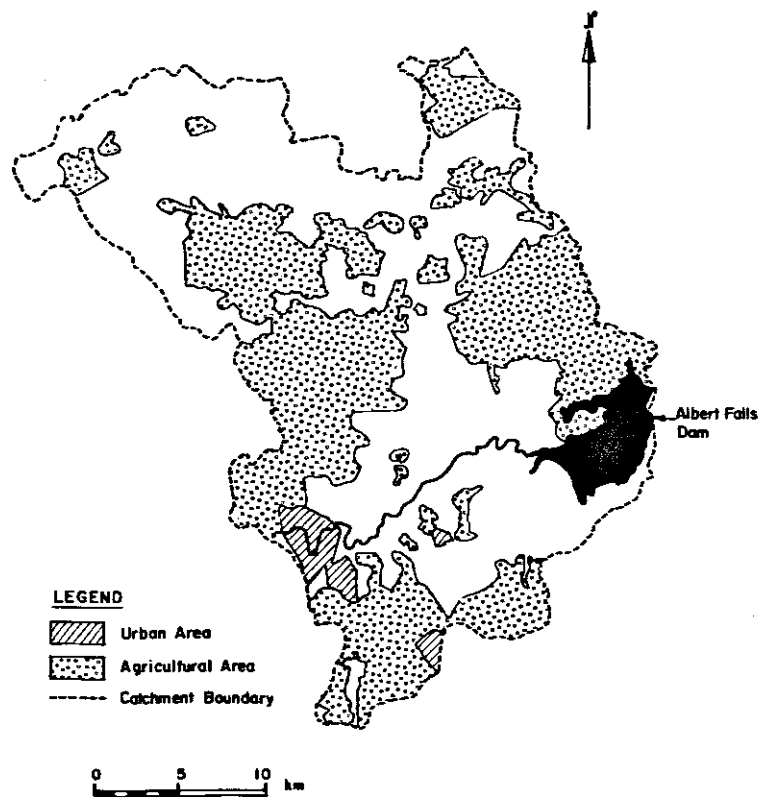 N
Albert Falls
Dam
LEGEND
Urban Area
Agricultural Area
Catchment Boundary
0 5 10 km